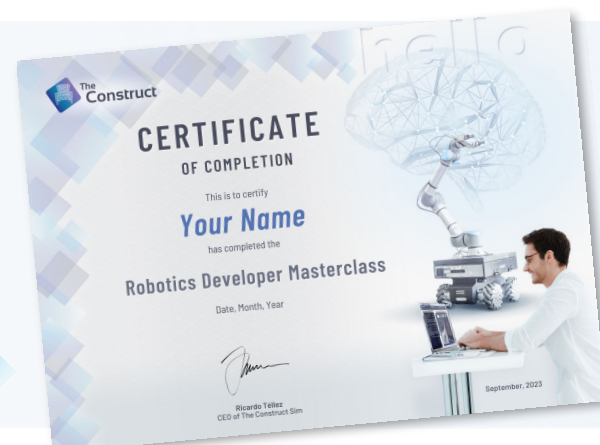 hello
The
Construct
CERTIFICATE
OF COMPLETION
This is to certify
Your Name
has completed the
Robotics Developer Masterclass
Date, Month, Year
Ricardo Téllez
CEO of The Construct Sim
September, 2023